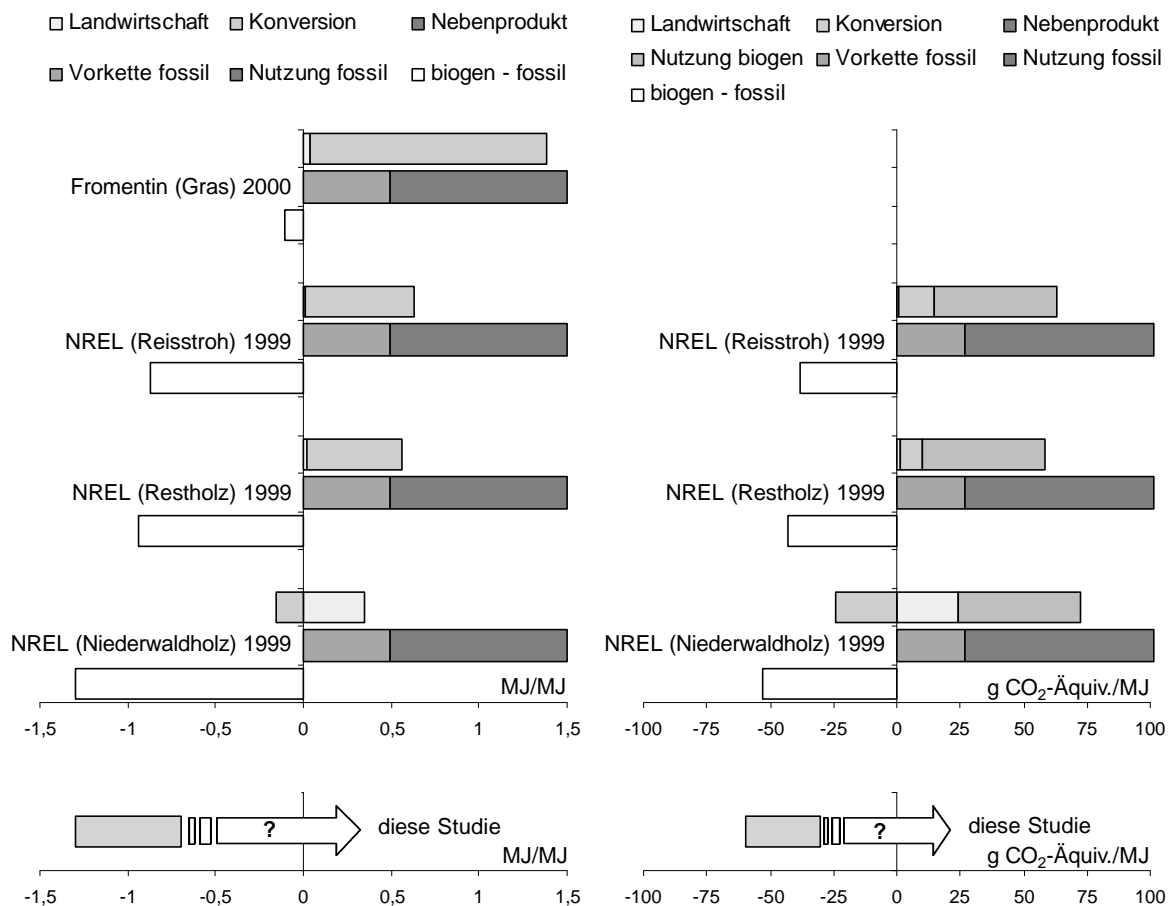 Landwirtschaft Konversion Nebenprodukt
Vorkette fossil Nutzung fossil biogen - fossil
Fromentin (Gras) 2000
NREL (Reisstroh) 1999
NREL (Restholz) 1999
NREL (Niederwaldholz) 1999
MJ/MJ
-1,5 -1 -0,5 0 0,5 1 1,5
? diese Studie
MJ/MJ
-1,5 -1 -0,5 0 0,5 1 1,5
Landwirtschaft Konversion Nebenprodukt
Nutzung biogen Vorkette fossil Nutzung fossil
biogen - fossil
NREL (Reisstroh) 1999
NREL (Restholz) 1999
NREL (Niederwaldholz) 1999
g CO₂-Äquiv./MJ
-100 -75 -50 -25 0 25 50 75 100
? diese Studie
g CO₂-Äquiv./MJ
-100 -75 -50 -25 0 25 50 75 100